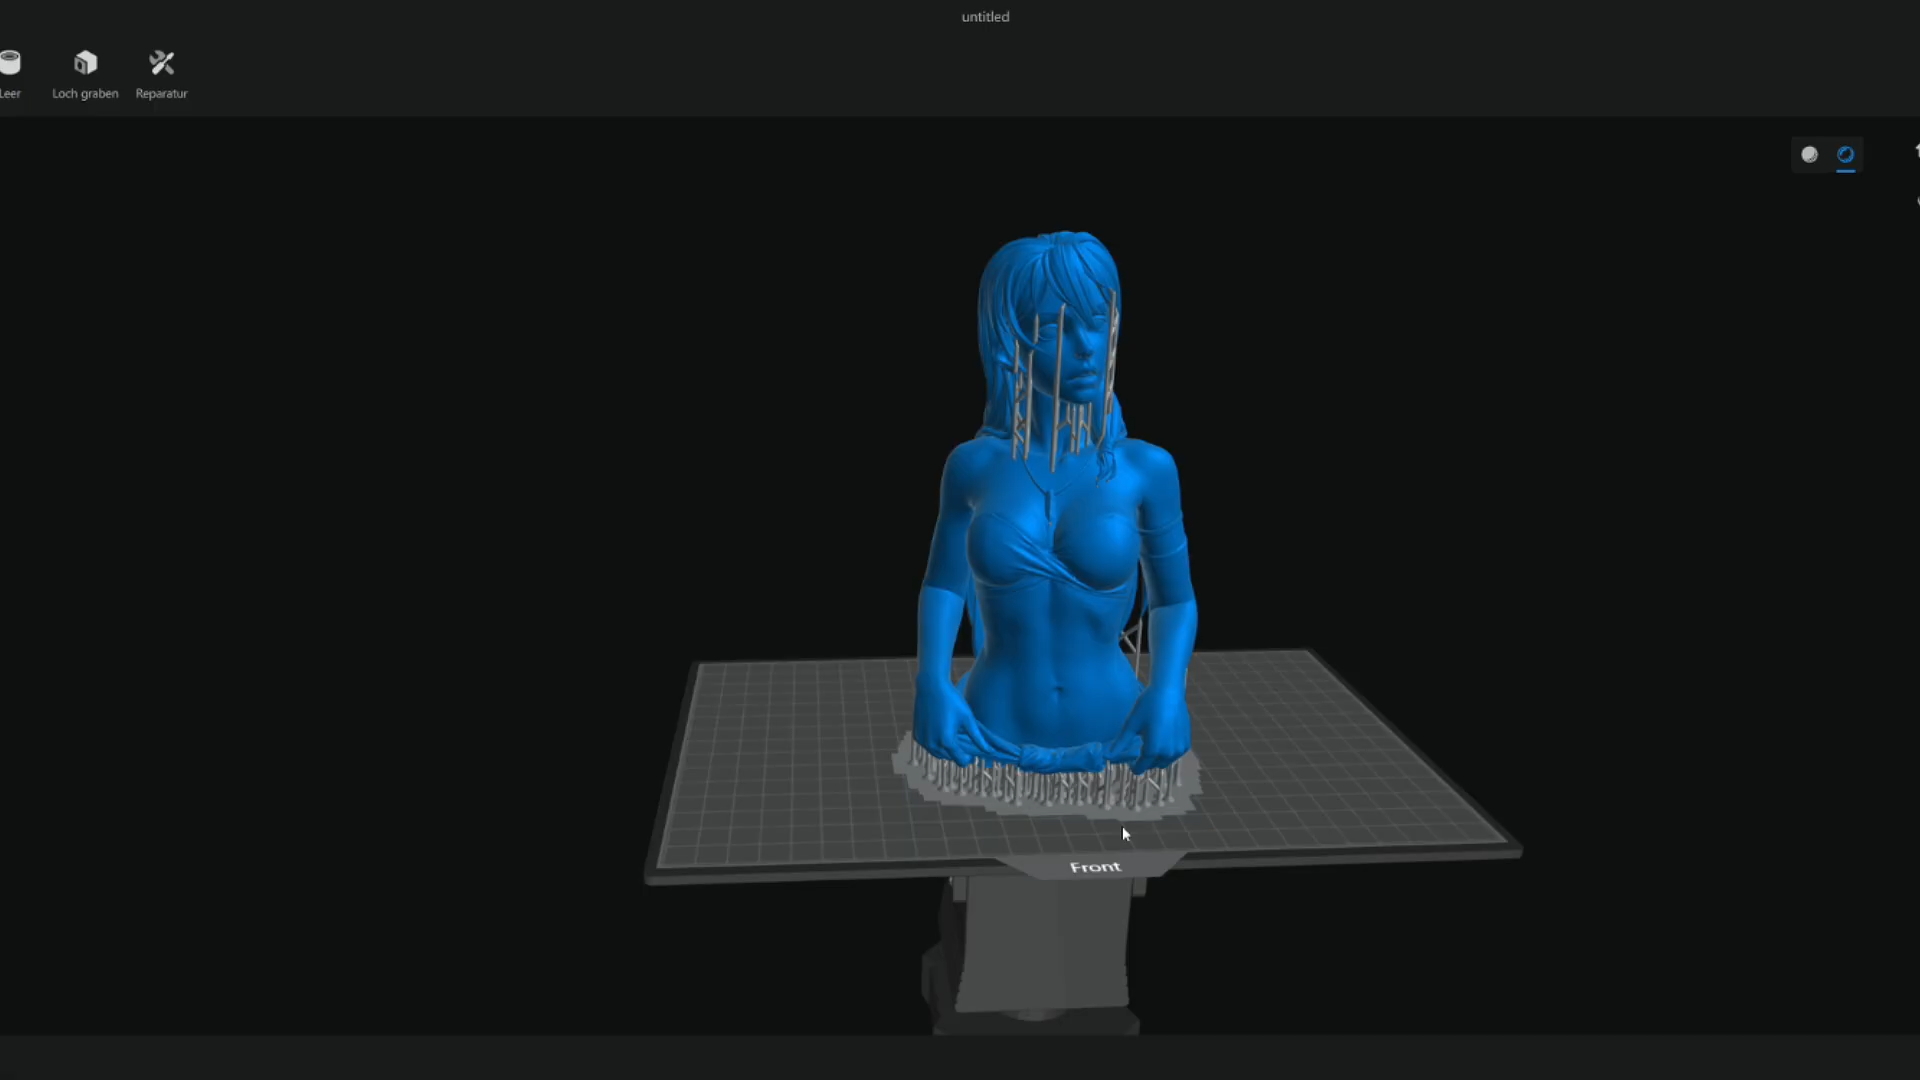 untitled
Leer
Loch graben
Reparatur
Front